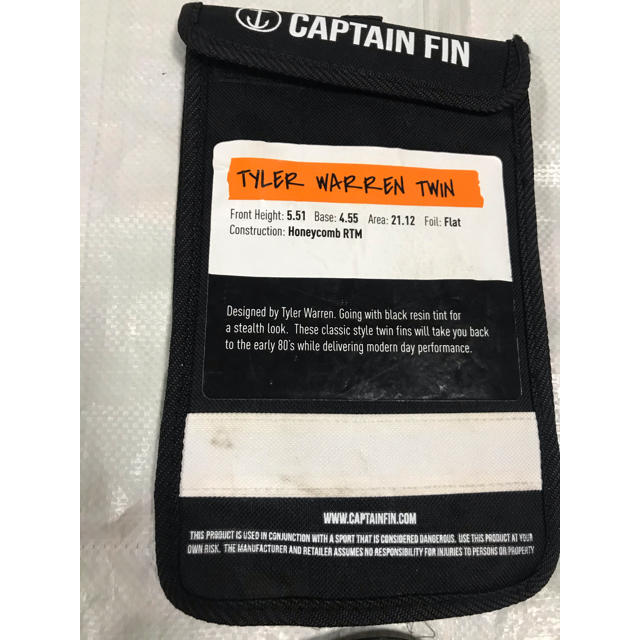 CAPTAIN FIN
TYLER WARREN TWIN
Front Height: 5.51 Base: 4.55 Area: 21.12 Foil: Flat
Construction: Honeycomb RTM
Designed by Tyler Warren. Going with black resin tint for
a stealth look. These classic style twin fins will take you back
to the early 80's while delivering modern day performance.
WWW.CAPTAINFIN.COM
THIS PRODUCT IS USED IN CONJUNCTION WITH A SPORT THAT IS CONSIDERED DANGEROUS. USE THIS PRODUCT AT YOUR
OWN RISK. THE MANUFACTURER AND RETAILER ASSUMES NO RESPONSIBILITY FOR INJURIES TO PERSONS OR PROPERTY